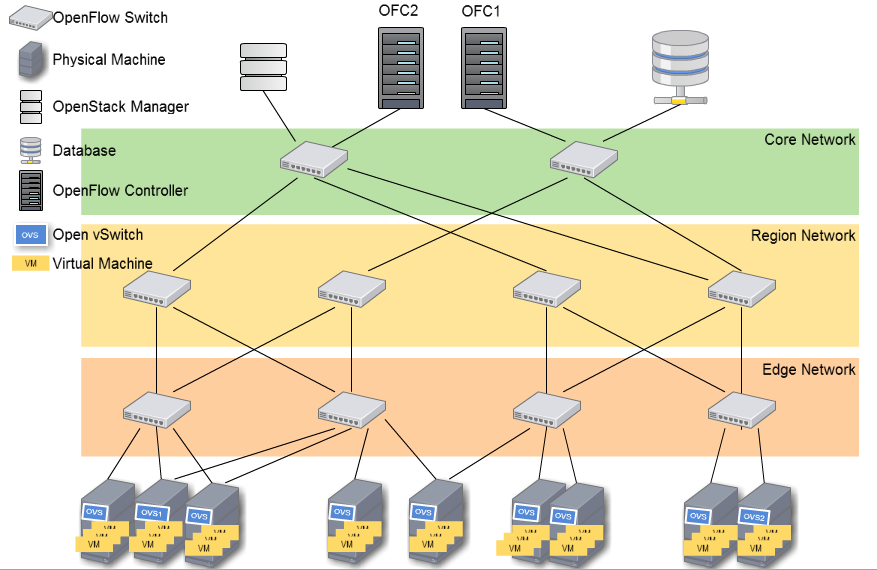 OFC2
OFC1
OpenFlow Switch
Physical Machine
OpenStack Manager
Database
OpenFlow Controller
OVS
Open vSwitch
VM
Virtual Machine
Core Network
Region Network
Edge Network
OVS
OVS1
OVS
OVS
OVS
OVS
OVS
OVS
OVS2
VM
VM
VM
VM
VM
VM
VM
VM
VM